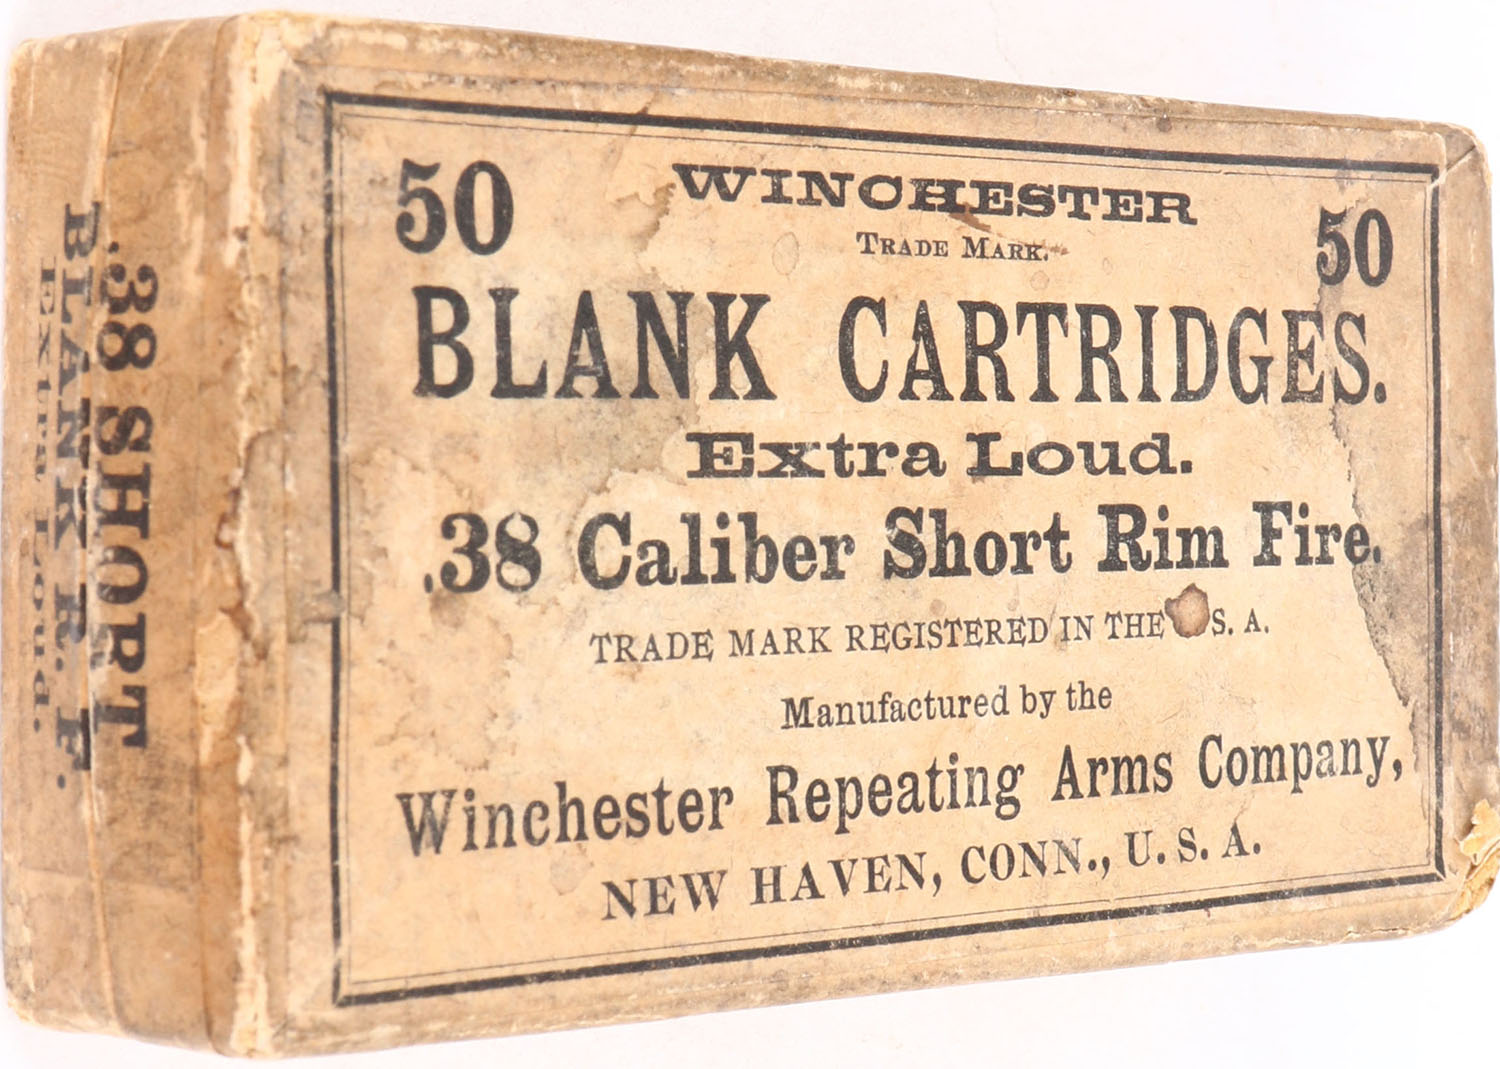 50 WINCHESTER 50
TRADE MARK.
BLANK CARTRIDGES.
Extra Loud.
.38 Caliber Short Rim Fire.
TRADE MARK REGISTERED IN THE S. A.
Manufactured by the
Winchester Repeating Arms Company,
NEW HAVEN, CONN., U. S. A.
.38 SHORT
BLANK R. F.
Extra Loud.